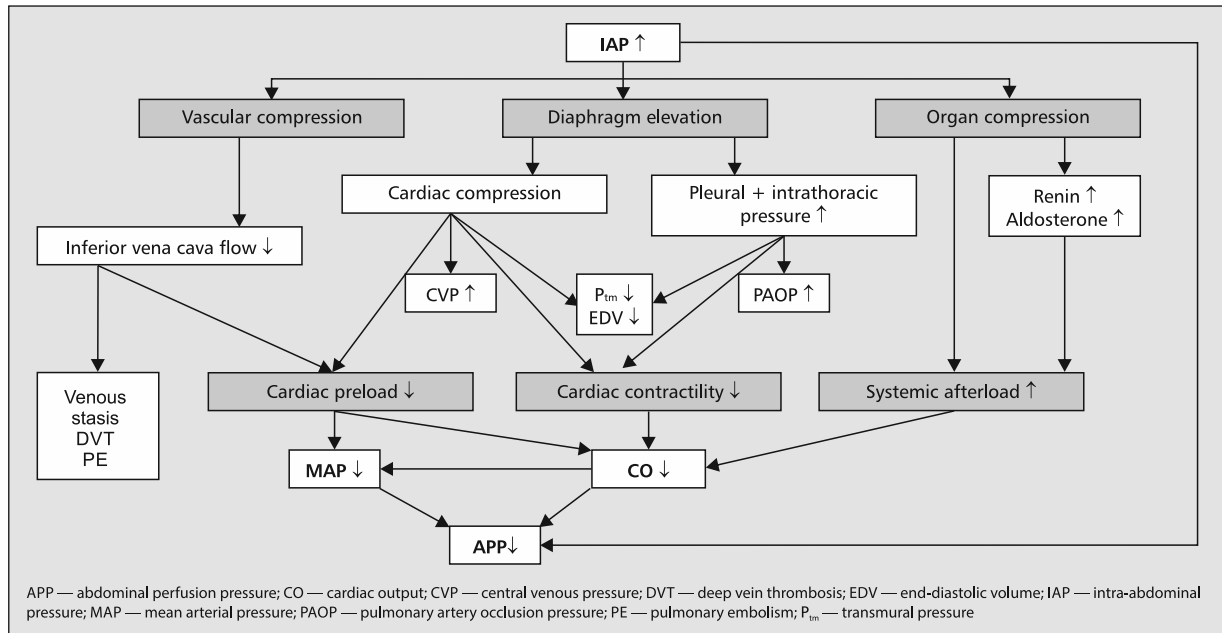 IAP ↑
Vascular compression
Diaphragm elevation
Organ compression
Cardiac compression
Pleural + intrathoracic
pressure ↑
Renin ↑
Aldosterone ↑
Inferior vena cava flow ↓
CVP ↑
Ptm ↓
EDV ↓
PAOP ↑
Venous
stasis
DVT
PE
Cardiac preload ↓
Cardiac contractility ↓
Systemic afterload ↑
MAP ↓
CO ↓
APP↓
APP — abdominal perfusion pressure; CO — cardiac output; CVP — central venous pressure; DVT — deep vein thrombosis; EDV — end-diastolic volume; IAP — intra-abdominal
pressure; MAP — mean arterial pressure; PAOP — pulmonary artery occlusion pressure; PE — pulmonary embolism; Ptm — transmural pressure